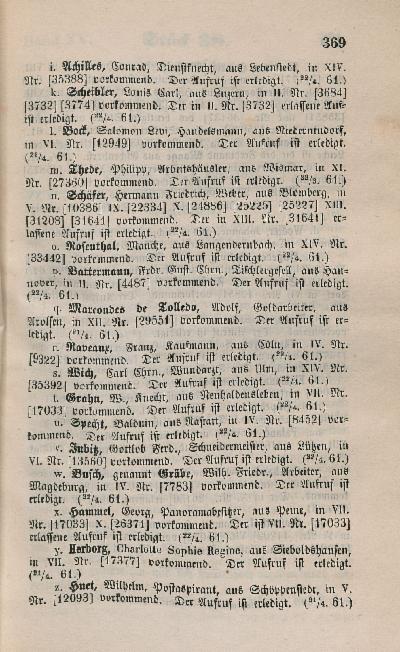 369
i. Achilles, Conrad, Dienstknecht, aus Lebenstedt, in XIV.
Nr. [35388] vorkommend. Der Aufruf ist erledigt. (²²/₄. 61.)
k. Scheibler, Louis Carl, aus Luzern, in II. Nr. [3684]
[3732] [3774] vorkommend. Der in II. Nr. [3732] erlassene Auf-
ist erledigt. (²²/₄. 61.)
l. Bock, Salomon Levi, Handelsmann, aus Niederntudorf,
in VI. Nr. [12949] vorkommend. Der Aufruf ist erledigt.
(²²/₄. 61.)
m. Thede, Philipp, Arbeitshäusler, aus Wismar, in XI.
Nr. [27360] vorkommend. Der Aufruf ist erledigt. (²²/₄. 61.)
n. Schäfer, Hermann Friedrich, Weber, aus Blomberg, in
V. Nr. [10386] IX. [22334] X. [24886] [25225] [25227] XIII.
[31203] [31641] vorkommend. Der in XIII. Nr. [31641] er-
lassene Aufruf ist erledigt. (²²/₄. 61.)
o. Rosenthal, Manche, aus Langendernbach, in XIV. Nr.
[33442] vorkommend. Der Aufruf ist erledigt. (²²/₄. 61.)
p. Battermann, Frdr. Gust. Chrn., Tischlergesell, aus Han-
nover, in II. Nr. [4487] vorkommend. Der Aufruf ist erledigt.
(²²/₄. 61.)
q. Marcondes de Tolledo, Adolf, Goldarbeiter, aus
Arolsen, in XII. Nr. [29554] vorkommend. Der Aufruf ist er-
ledigt. (²²/₄. 61.)
r. Raveaux, Franz, Kaufmann, aus Cöln, in IV. Nr.
[9322] vorkommend. Der Aufruf ist erledigt. (²²/₄. 61.)
s. Wich, Carl Chrn., Wundarzt, aus Ulm, in XIV. Nr.
[35392] vorkommend. Der Aufruf ist erledigt. (²²/₄. 61.)
t. Grahn, W., Knecht, aus Neuhaldensleben, in VII. Nr.
[17033] vorkommend. Der Aufruf ist erledigt. (²²/₄. 61.)
u. Specht, Balduin, aus Rastatt, in IV. Nr. [8452] vor-
kommend. Der Aufruf ist erledigt. (²²/₄. 61.)
v. Jubitz, Gottlob Ferd., Schneidermeister, aus Lützen, in
VI. Nr. [13560] vorkommend. Der Aufruf ist erledigt. (²²/₄. 61.)
w. Busch, genannt Gräbe, Wilh. Friedr., Arbeiter, aus
Magdeburg, in IV. Nr. [7783] vorkommend. Der Aufruf ist
erledigt. (²²/₄. 61.)
x. Hammel, Georg, Panoramabesitzer, aus Peine, in VII.
Nr. [17033] X. [26371] vorkommend. Der ist VII. Nr. [17033]
erlassene Aufruf ist erledigt. (²²/₄. 61.)
y. Herborg, Charlotte Sophie Regine, aus Sieboldshausen,
in VII. Nr. [17377] vorkommend. Der Aufruf ist erledigt.
(²¹/₄. 61.)
z. Huet, Wilhelm, Postaspirant, aus Schöppenstedt, in V.
Nr. [12093] vorkommend. Der Aufruf ist erledigt. (²¹/₄. 61.)